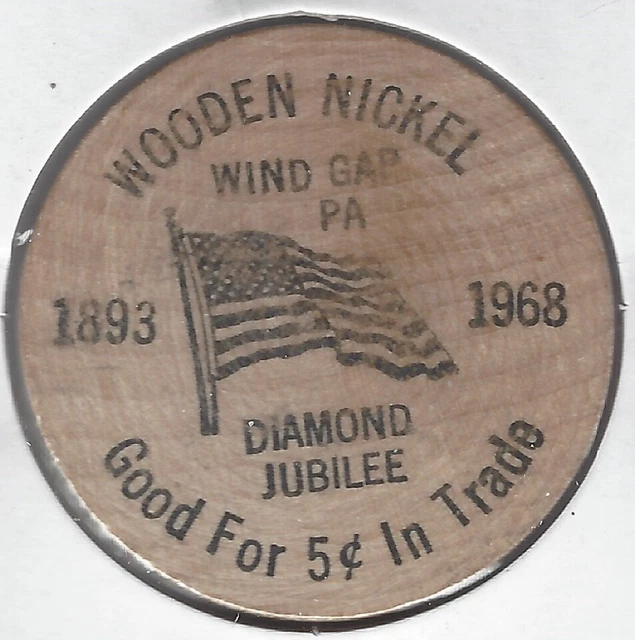 WOODEN NICKEL
WIND GAP
PA
1893
1968
DIAMOND
JUBILEE
Good For 5¢ In Trade